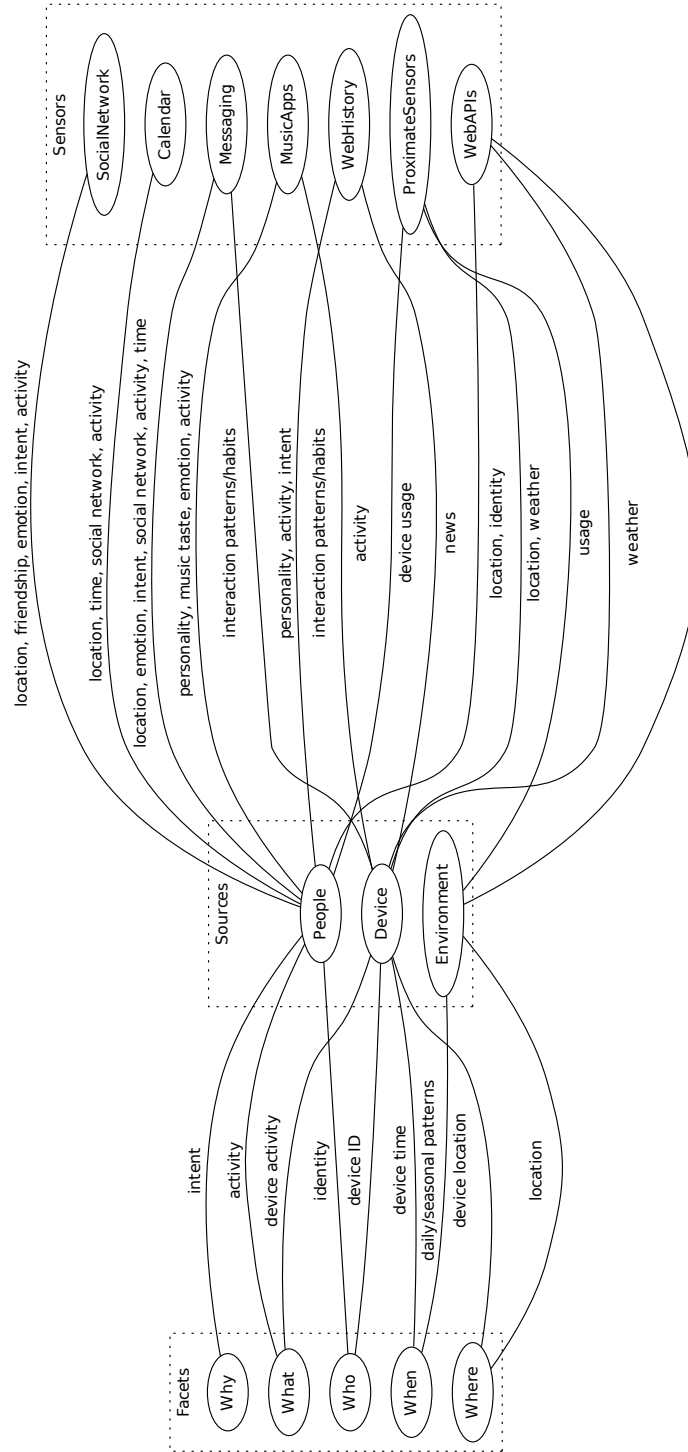 Facets
Why
What
Who
When
Where
intent
activity
device activity
identity
device ID
device time
daily/seasonal patterns
device location
location
Sources
People
Device
Environment
location, friendship, emotion, intent, activity
location, time, social network, activity
location, emotion, intent, social network, activity, time
personality, music taste, emotion, activity
interaction patterns/habits
personality, activity, intent
interaction patterns/habits
activity
device usage
news
location, identity
location, weather
usage
weather
Sensors
SocialNetwork
Calendar
Messaging
MusicApps
WebHistory
ProximateSensors
WebAPIs